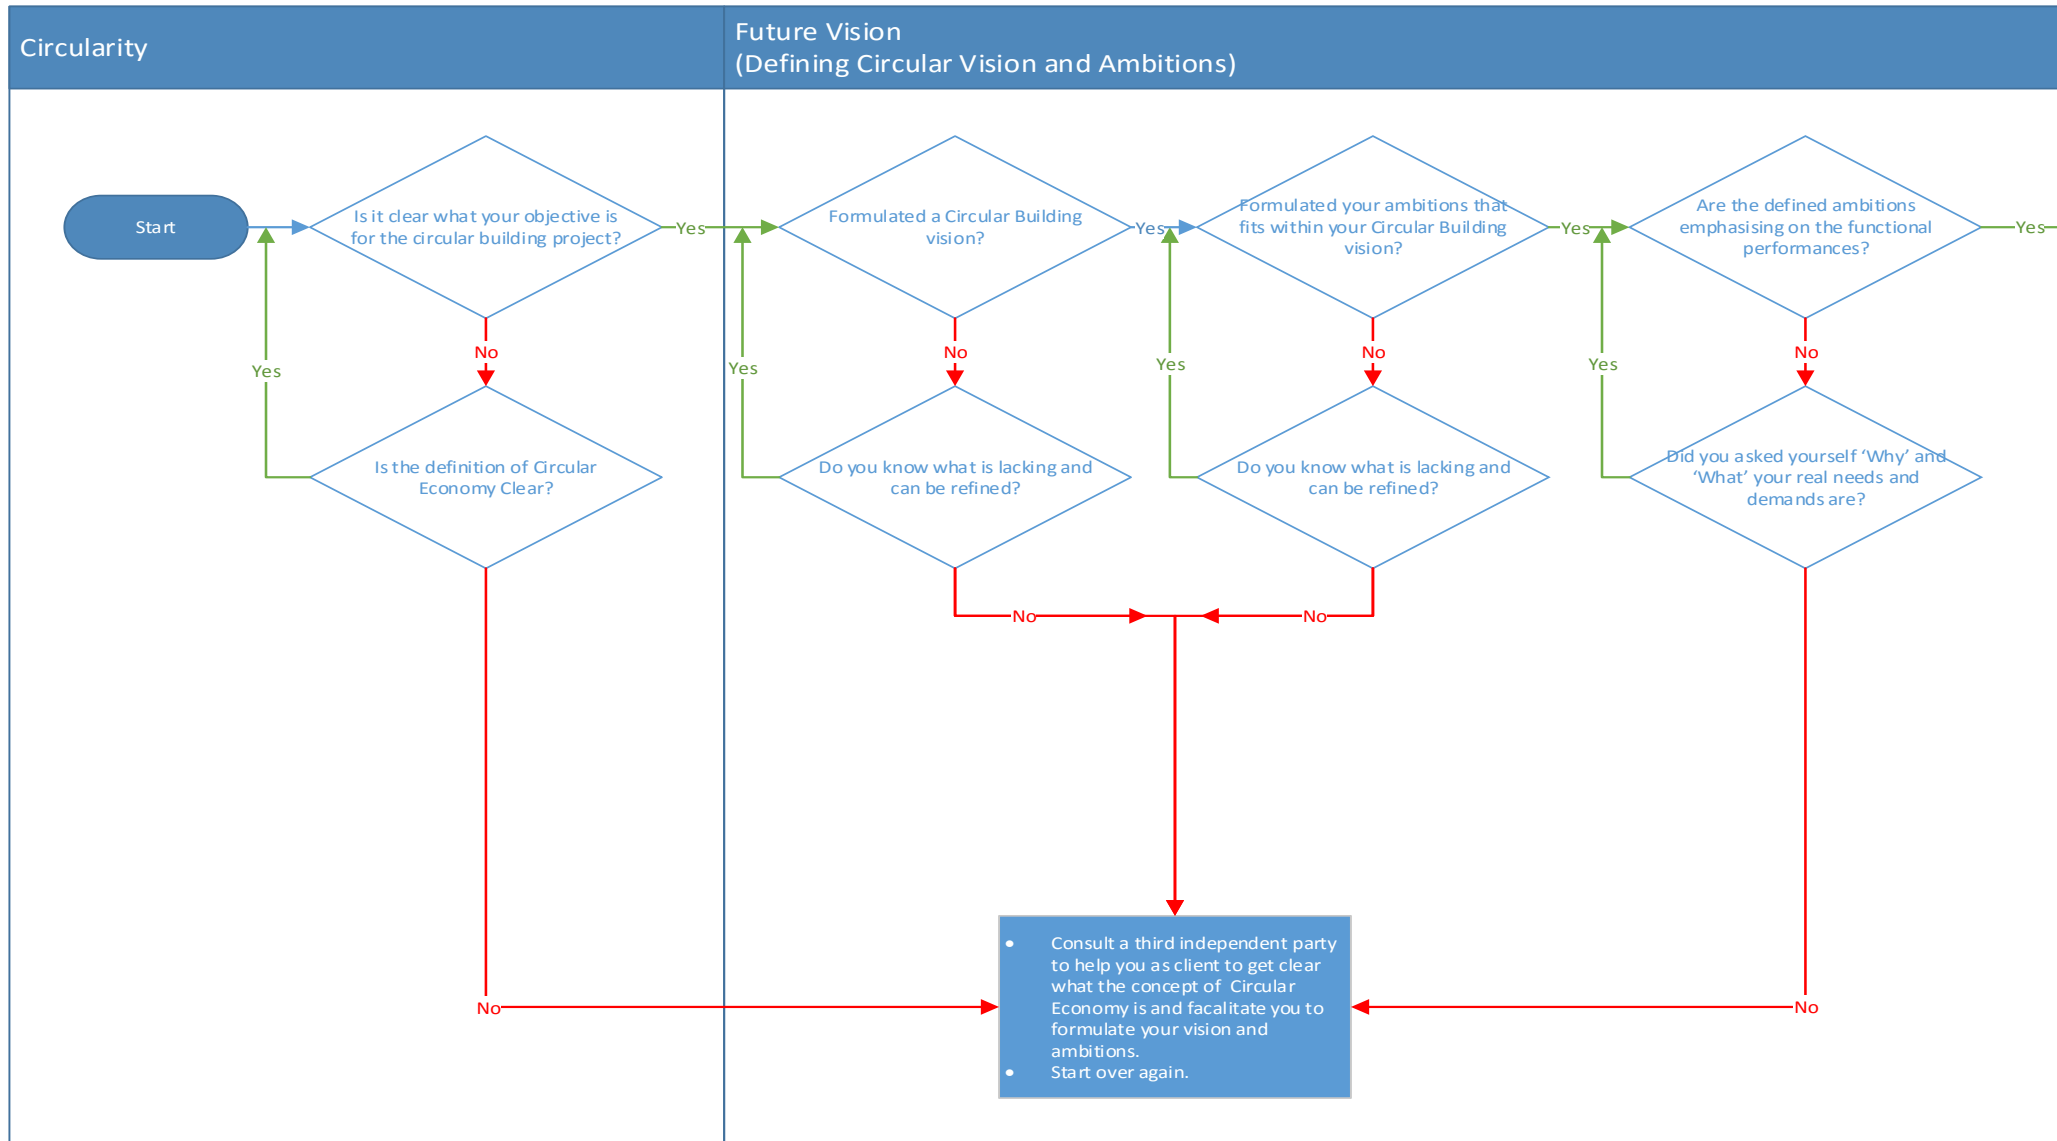 Circularity
Future Vision
(Defining Circular Vision and Ambitions)
Start
Is it clear what your objective is
for the circular building project?
Yes
Formulated a Circular Building
vision?
Yes
Formulated your ambitions that
fits within your Circular Building
vision?
Yes
Are the defined ambitions
emphasising on the functional
performances?
Yes
No
No
No
No
Yes
Yes
Yes
Yes
Is the definition of Circular
Economy Clear?
Do you know what is lacking and
can be refined?
Do you know what is lacking and
can be refined?
Did you asked yourself ‘Why’ and
‘What’ your real needs and
demands are?
No
No
• Consult a third independent party
to help you as client to get clear
what the concept of Circular
Economy is and facalitate you to
formulate your vision and
ambitions.
• Start over again.
No
No